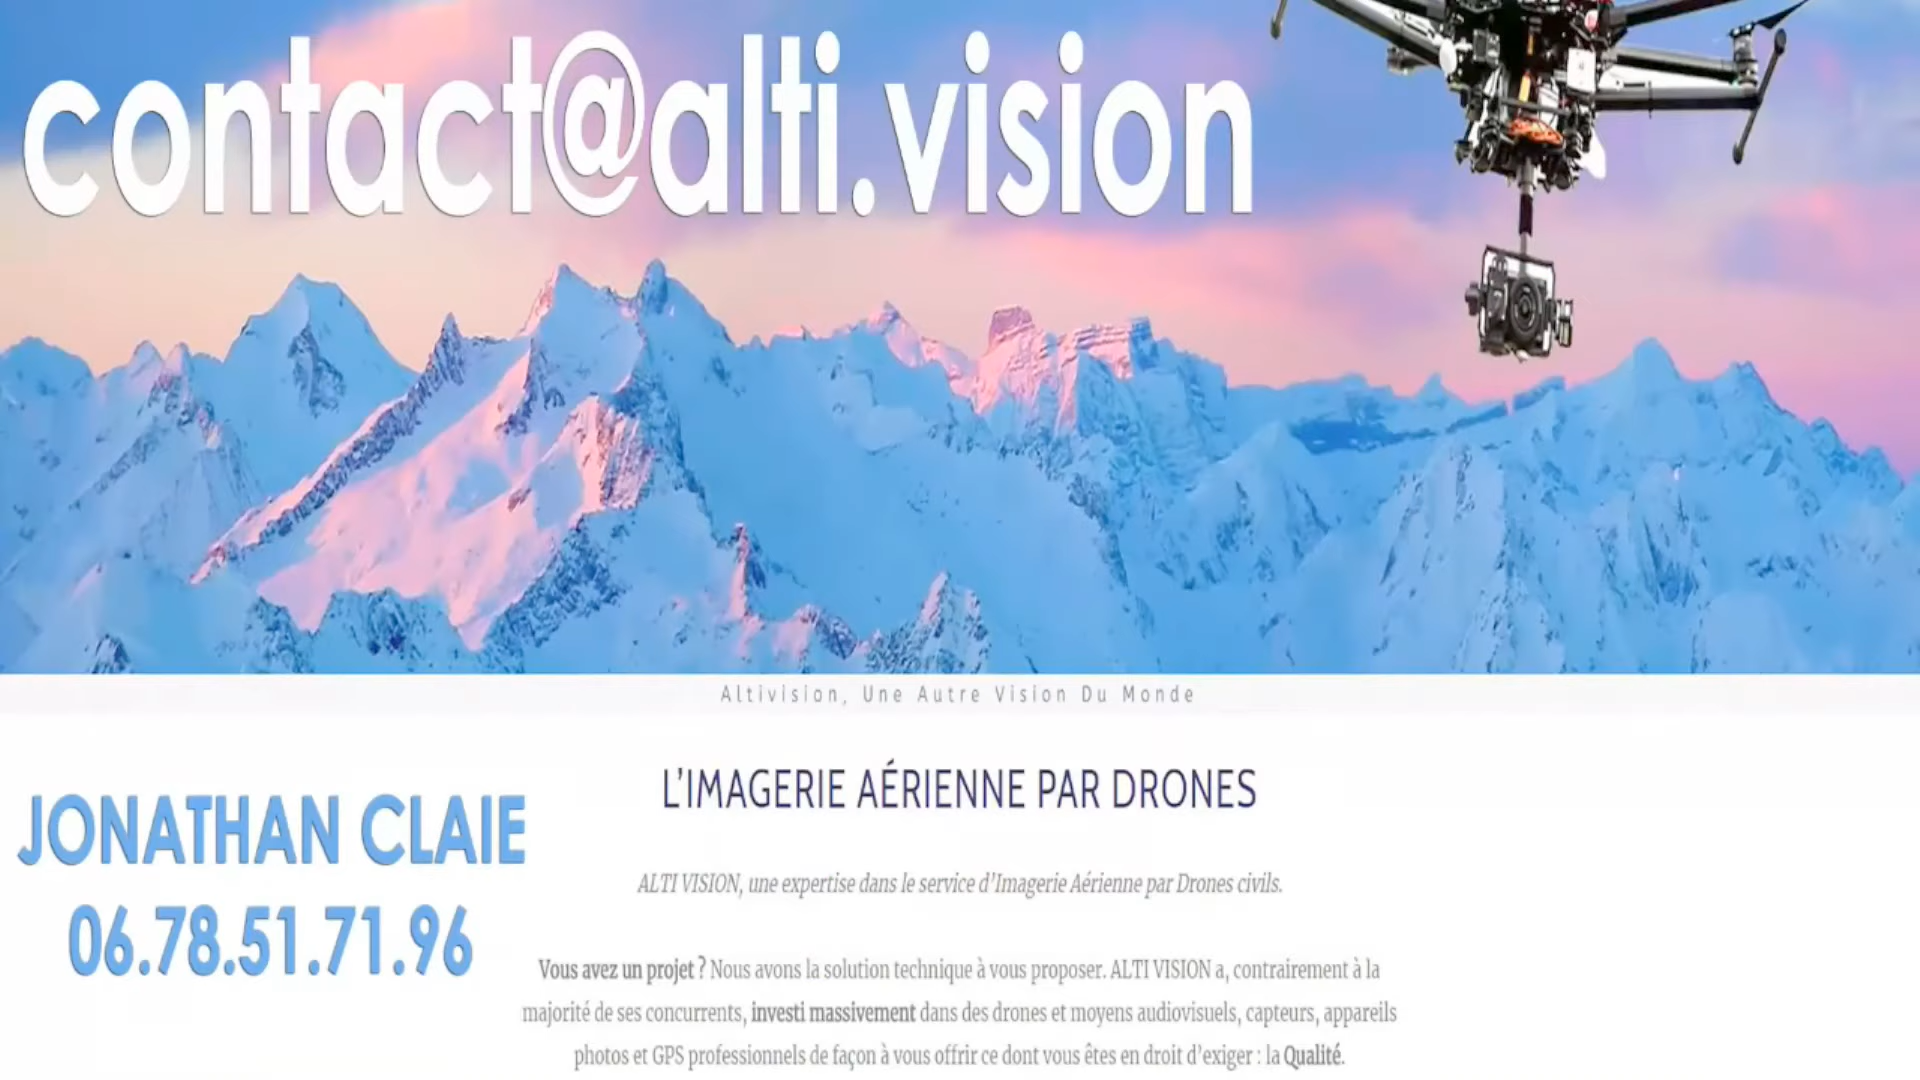 contact@alti.vision
Altivision, Une Autre Vision Du Monde
L'IMAGERIE AÉRIENNE PAR DRONES
JONATHAN CLAIE
06.78.51.71.96
ALTI VISION, une expertise dans le service d'Imagerie Aérienne par Drones civils.
Vous avez un projet ? Nous avons la solution technique à vous proposer. ALTI VISION a, contrairement à la
majorité de ses concurrents, investi massivement dans des drones et moyens audiovisuels, capteurs, appareils
photos et GPS professionnels de façon à vous offrir ce dont vous êtes en droit d'exiger : la Qualité.